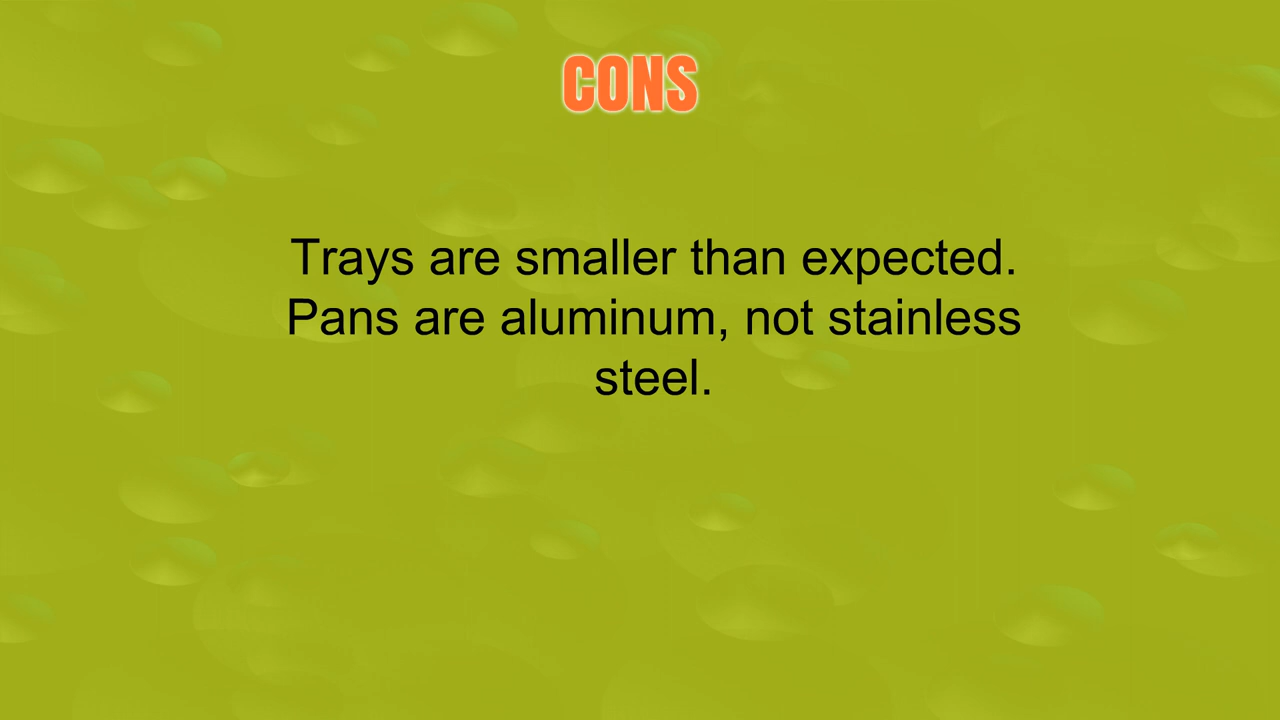 CONS
Trays are smaller than expected.
Pans are aluminum, not stainless
steel.